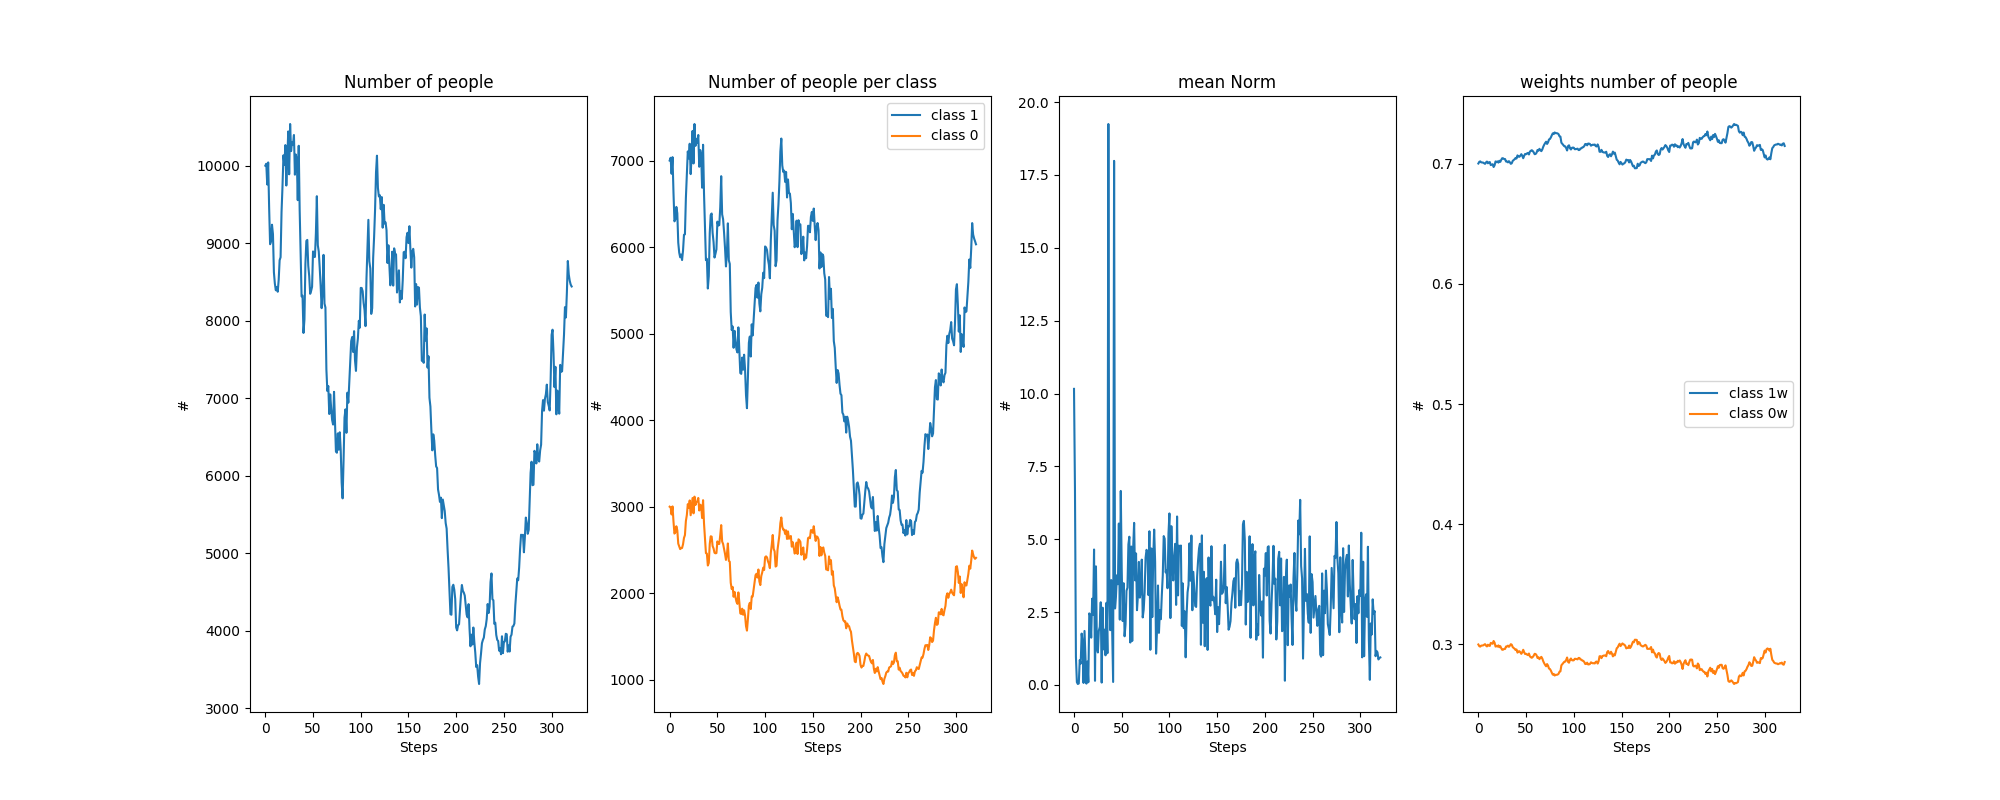 Number of people
10000
9000
8000
7000
6000
5000
4000
3000
#
0 50 100 150 200 250 300
Steps
Number of people per class
class 1
class 0
7000
6000
5000
4000
3000
2000
1000
#
0 50 100 150 200 250 300
Steps
mean Norm
20.0
17.5
15.0
12.5
10.0
7.5
5.0
2.5
0.0
#
0 50 100 150 200 250 300
Steps
weights number of people
0.7
0.6
0.5
0.4
0.3
#
class 1w
class 0w
0 50 100 150 200 250 300
Steps